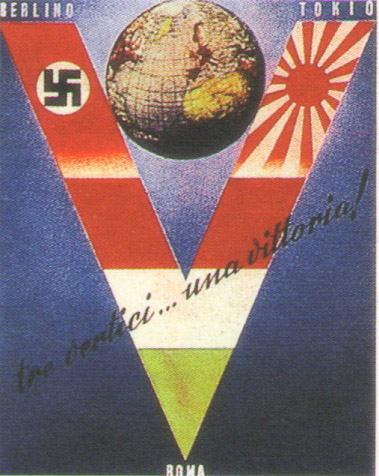 BERLINO TOKIO
tre vertici... una vittoria!
ROMA